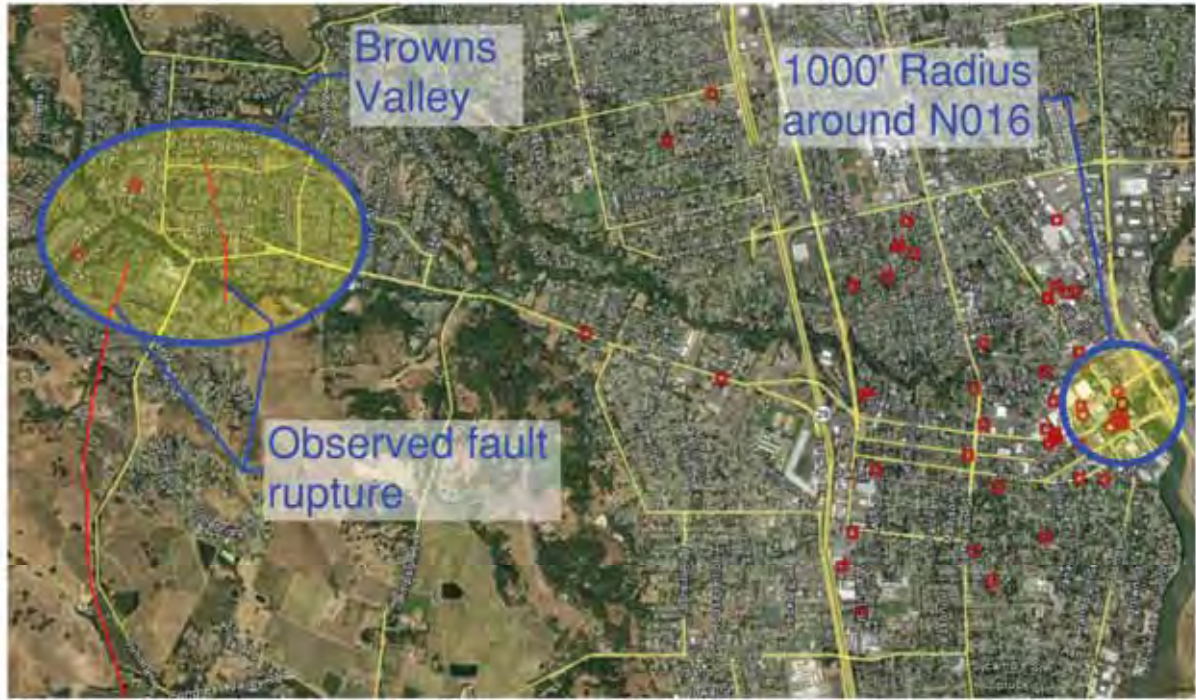 Browns
Valley
1000' Radius
around N016
Observed fault
rupture